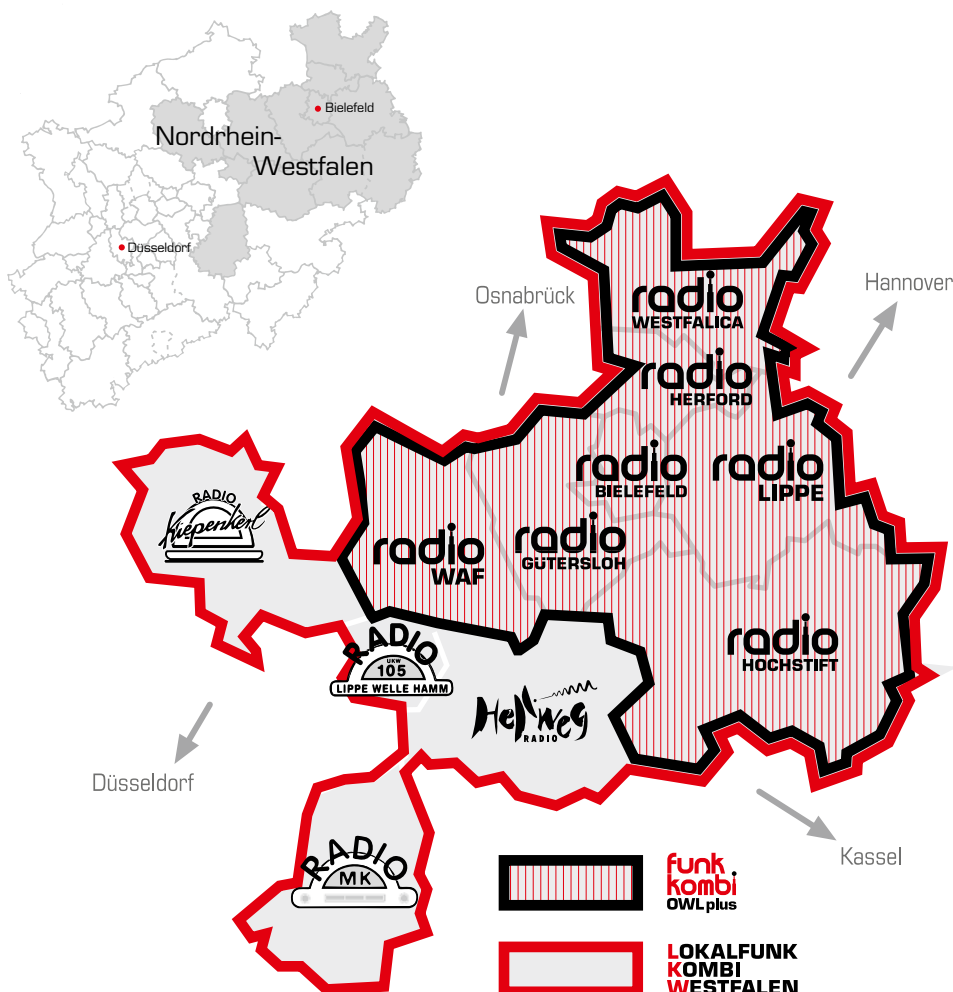 Bielefeld
Nordrhein-
Westfalen
Düsseldorf
Osnabrück
Hannover
radio
WESTFALICA
radio
HERFORD
radio
BIELEFELD
radio
LIPPE
RADIO
Kiepenkerl
radio
WAF
radio
GÜTERSLOH
radio
HOCHSTIFT
RADIO
UKW
105
LIPPE WELLE HAMM
Hellweg
RADIO
Düsseldorf
Kassel
RADIO
MK
funk
kombi
OWL plus
LOKALFUNK
KOMBI
WESTFALEN